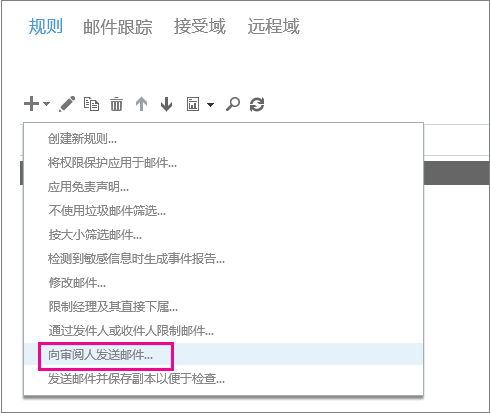 规则 邮件跟踪 接受域 远程域
创建新规则...
将权限保护应用于邮件...
应用免责声明...
不使用垃圾邮件筛选...
按大小筛选邮件...
检测到敏感信息时生成事件报告...
修改邮件...
限制经理及其直接下属...
通过发件人或收件人限制邮件...
向审阅人发送邮件...
发送邮件并保存副本以便于检查...